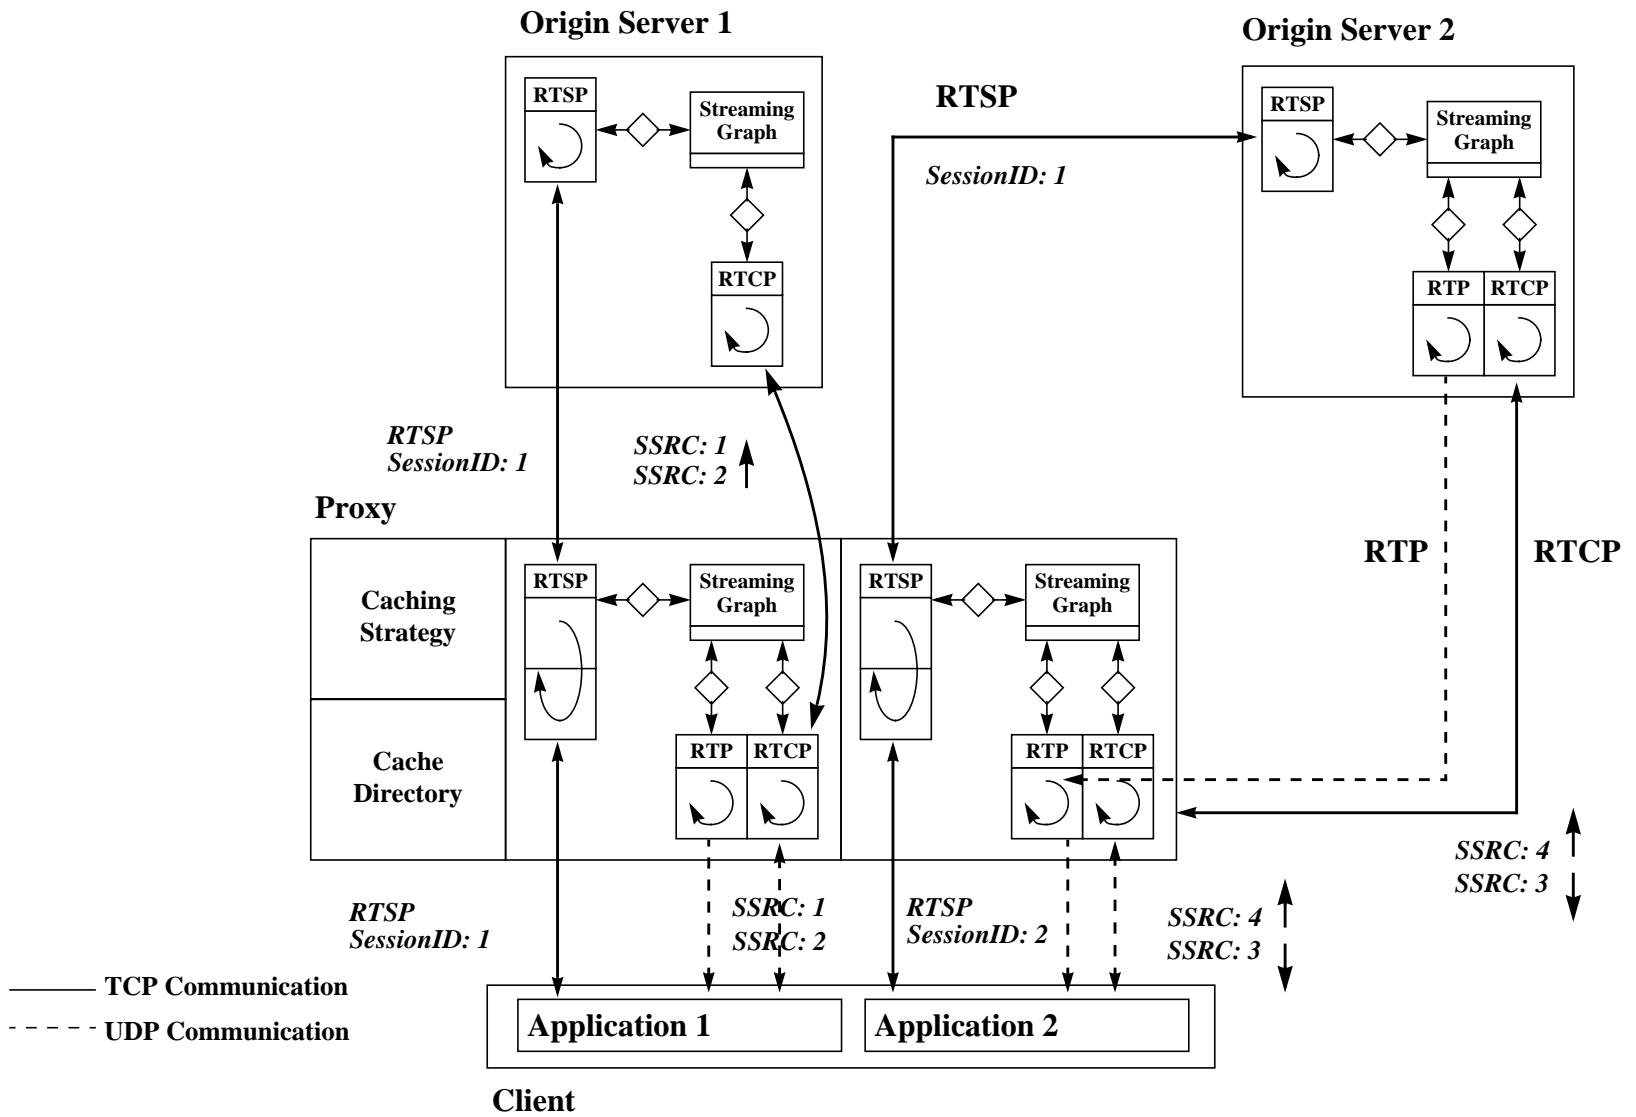 Origin Server 1
Origin Server 2
RTSP
Streaming
Graph
RTCP
RTSP
SessionID: 1
RTSP
Streaming
Graph
RTP
RTCP
RTSP
SessionID: 1
SSRC: 1
SSRC: 2
Proxy
Caching
Strategy
Cache
Directory
RTSP
Streaming
Graph
RTP
RTCP
RTSP
Streaming
Graph
RTP
RTCP
RTP
RTCP
SSRC: 4
SSRC: 3
RTSP
SessionID: 1
SSRC: 1
SSRC: 2
RTSP
SessionID: 2
SSRC: 4
SSRC: 3
TCP Communication
UDP Communication
Application 1
Application 2
Client